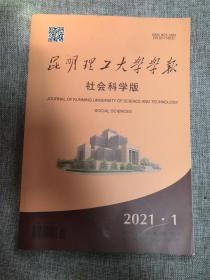 昆明理工大学学报
社会科学版
JOURNAL OF KUNMING UNIVERSITY OF SCIENCE AND TECHNOLOGY
SOCIAL SCIENCES
2021·1